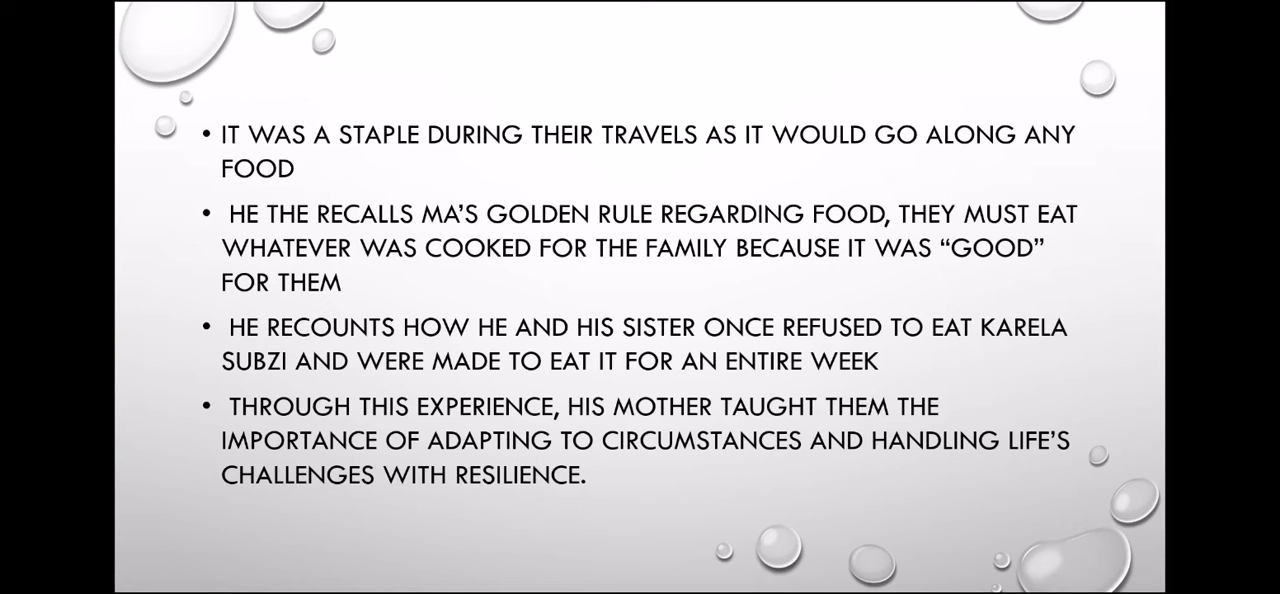 • IT WAS A STAPLE DURING THEIR TRAVELS AS IT WOULD GO ALONG ANY
FOOD
• HE THE RECALLS MA’S GOLDEN RULE REGARDING FOOD, THEY MUST EAT
WHATEVER WAS COOKED FOR THE FAMILY BECAUSE IT WAS “GOOD”
FOR THEM
• HE RECOUNTS HOW HE AND HIS SISTER ONCE REFUSED TO EAT KARELA
SUBZI AND WERE MADE TO EAT IT FOR AN ENTIRE WEEK
• THROUGH THIS EXPERIENCE, HIS MOTHER TAUGHT THEM THE
IMPORTANCE OF ADAPTING TO CIRCUMSTANCES AND HANDLING LIFE’S
CHALLENGES WITH RESILIENCE.